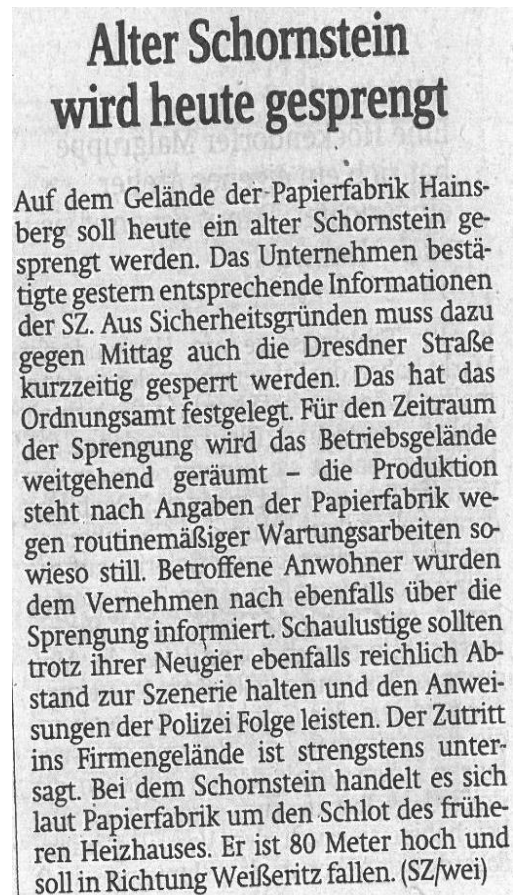 Alter Schornstein
wird heute gesprengt
Auf dem Gelände der Papierfabrik Hains-
berg soll heute ein alter Schornstein ge-
sprengt werden. Das Unternehmen bestä-
tigte gestern entsprechende Informationen
der SZ. Aus Sicherheitsgründen muss dazu
gegen Mittag auch die Dresdner Straße
kurzzeitig gesperrt werden. Das hat das
Ordnungsamt festgelegt. Für den Zeitraum
der Sprengung wird das Betriebsgelände
weitgehend geräumt – die Produktion
steht nach Angaben der Papierfabrik we-
gen routinemäßiger Wartungsarbeiten so-
wieso still. Betroffene Anwohner wurden
dem Vernehmen nach ebenfalls über die
Sprengung informiert. Schaulustige sollten
trotz ihrer Neugier ebenfalls reichlich Ab-
stand zur Szenerie halten und den Anwei-
sungen der Polizei Folge leisten. Der Zutritt
ins Firmengelände ist strengstens unter-
sagt. Bei dem Schornstein handelt es sich
laut Papierfabrik um den Schlot des frühe-
ren Heizhauses. Er ist 80 Meter hoch und
soll in Richtung Weißeritz fallen. (SZ/wei)